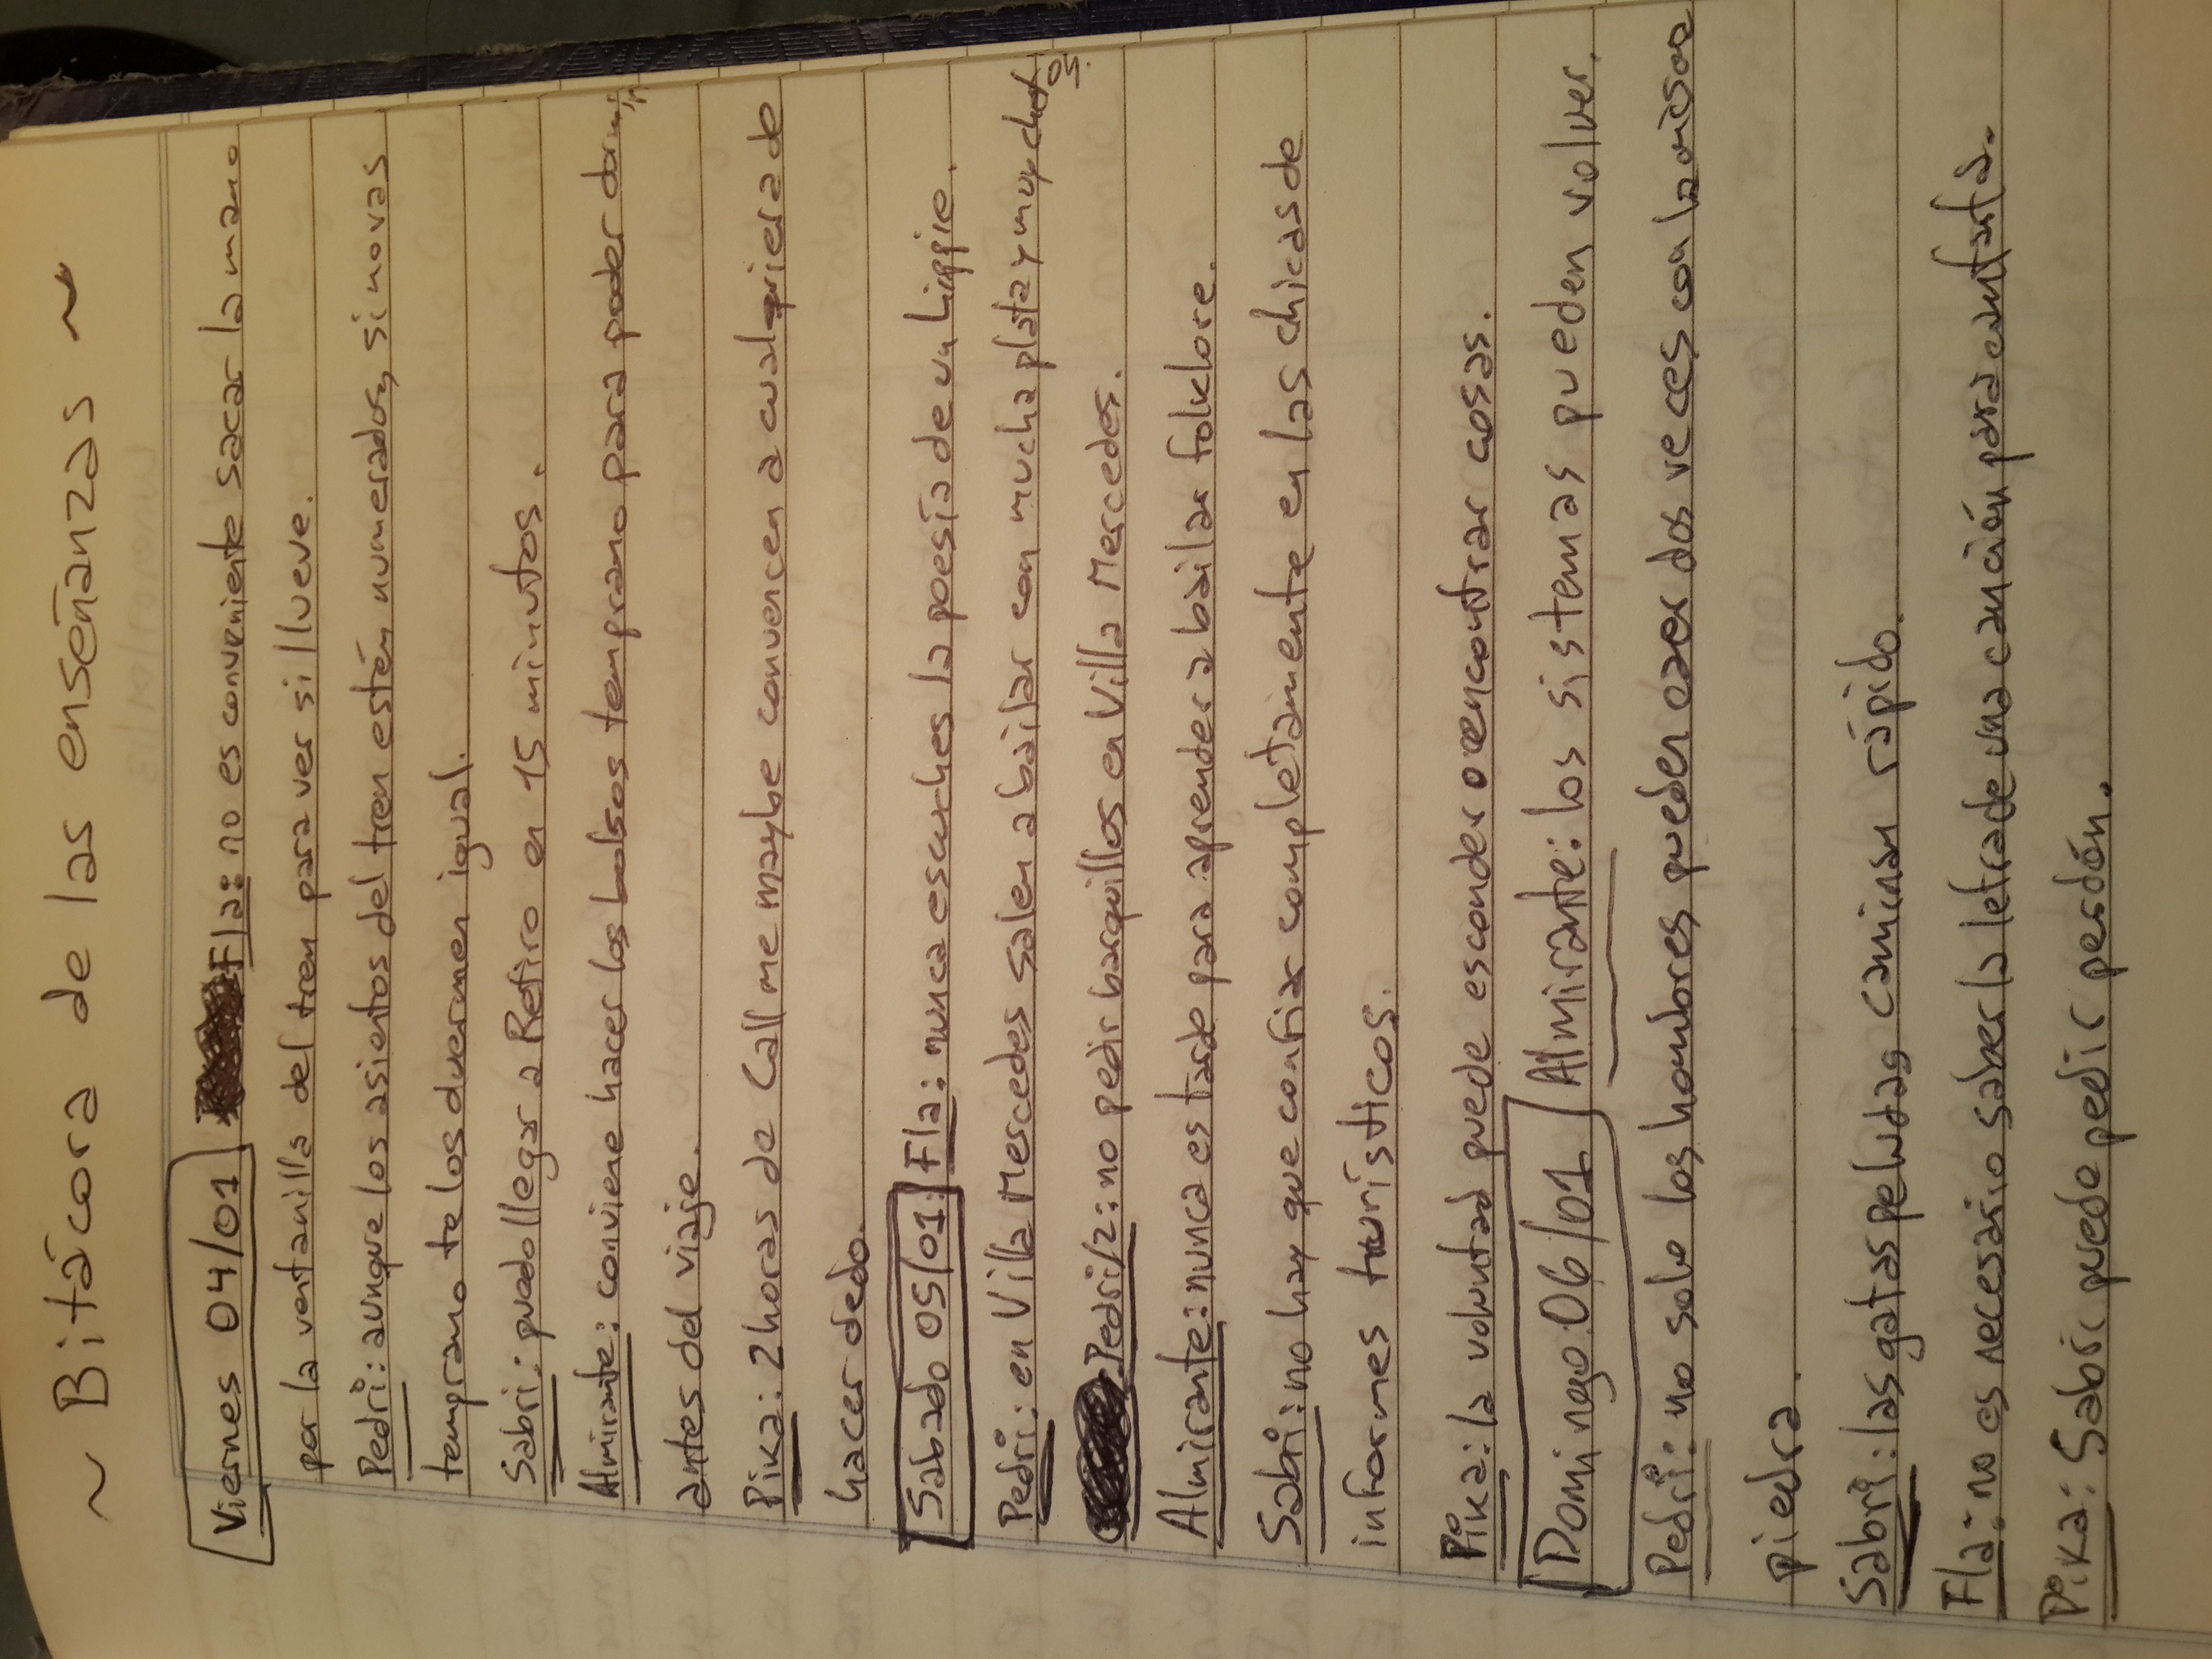 ~ Bitácora de las enseñanzas ~
Viernes 04/01 Fla: no es conveniente sacar la mano
por la ventanilla del tren para ver si llueve.
Pedri: aunque los asientos del tren estén numerados, si no vas
temprano te los duermen igual.
Sabri: puedo llegar a Retiro en 15 minutos.
Almirante: conviene hacer los bolsos temprano para poder dormir
antes del viaje.
Pika: 2 horas de Call me maybe convencen a cualquiera de
hacer dedo.
Sabado 05/01: Fla: nunca escuches la poesía de un hippie.
Pedri: en Villa Mercedes salen a bailar con mucha plata y muy
Pedri/2: no pedir barquillos en Villa Mercedes.
Almirante: nunca es tarde para aprender a bailar folklore.
Sabri: no hay que confiar completamente en las chicas de
informes turísticos.
Pika: la voluntad puede esconder o encontrar cosas.
Domingo 06/01 Almirante: los sistemas pueden volver.
Pedri: no solo los hombres pueden caer dos veces con la misma
piedra.
Sabri: las gatas peludas caminan rápido.
Fla: no es necesario saber la letra de una canción para cantarla.
Pika: Sabri puede pedir perdón.